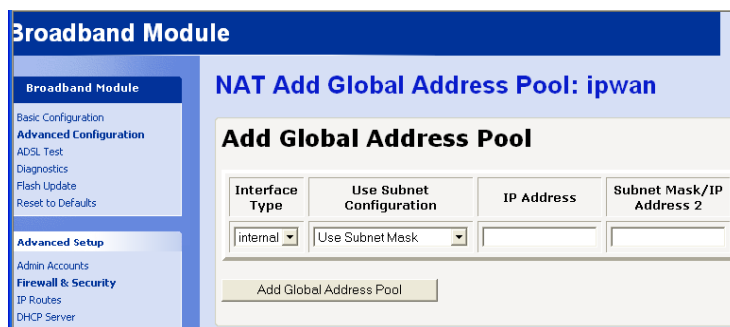 Broadband Module
Broadband Module
Basic Configuration
Advanced Configuration
ADSL Test
Diagnostics
Flash Update
Reset to Defaults
Advanced Setup
Admin Accounts
Firewall & Security
IP Routes
DHCP Server
NAT Add Global Address Pool: ipwan
Add Global Address Pool
Interface Type
Use Subnet Configuration
IP Address
Subnet Mask/IP Address 2
internal
Use Subnet Mask
Add Global Address Pool